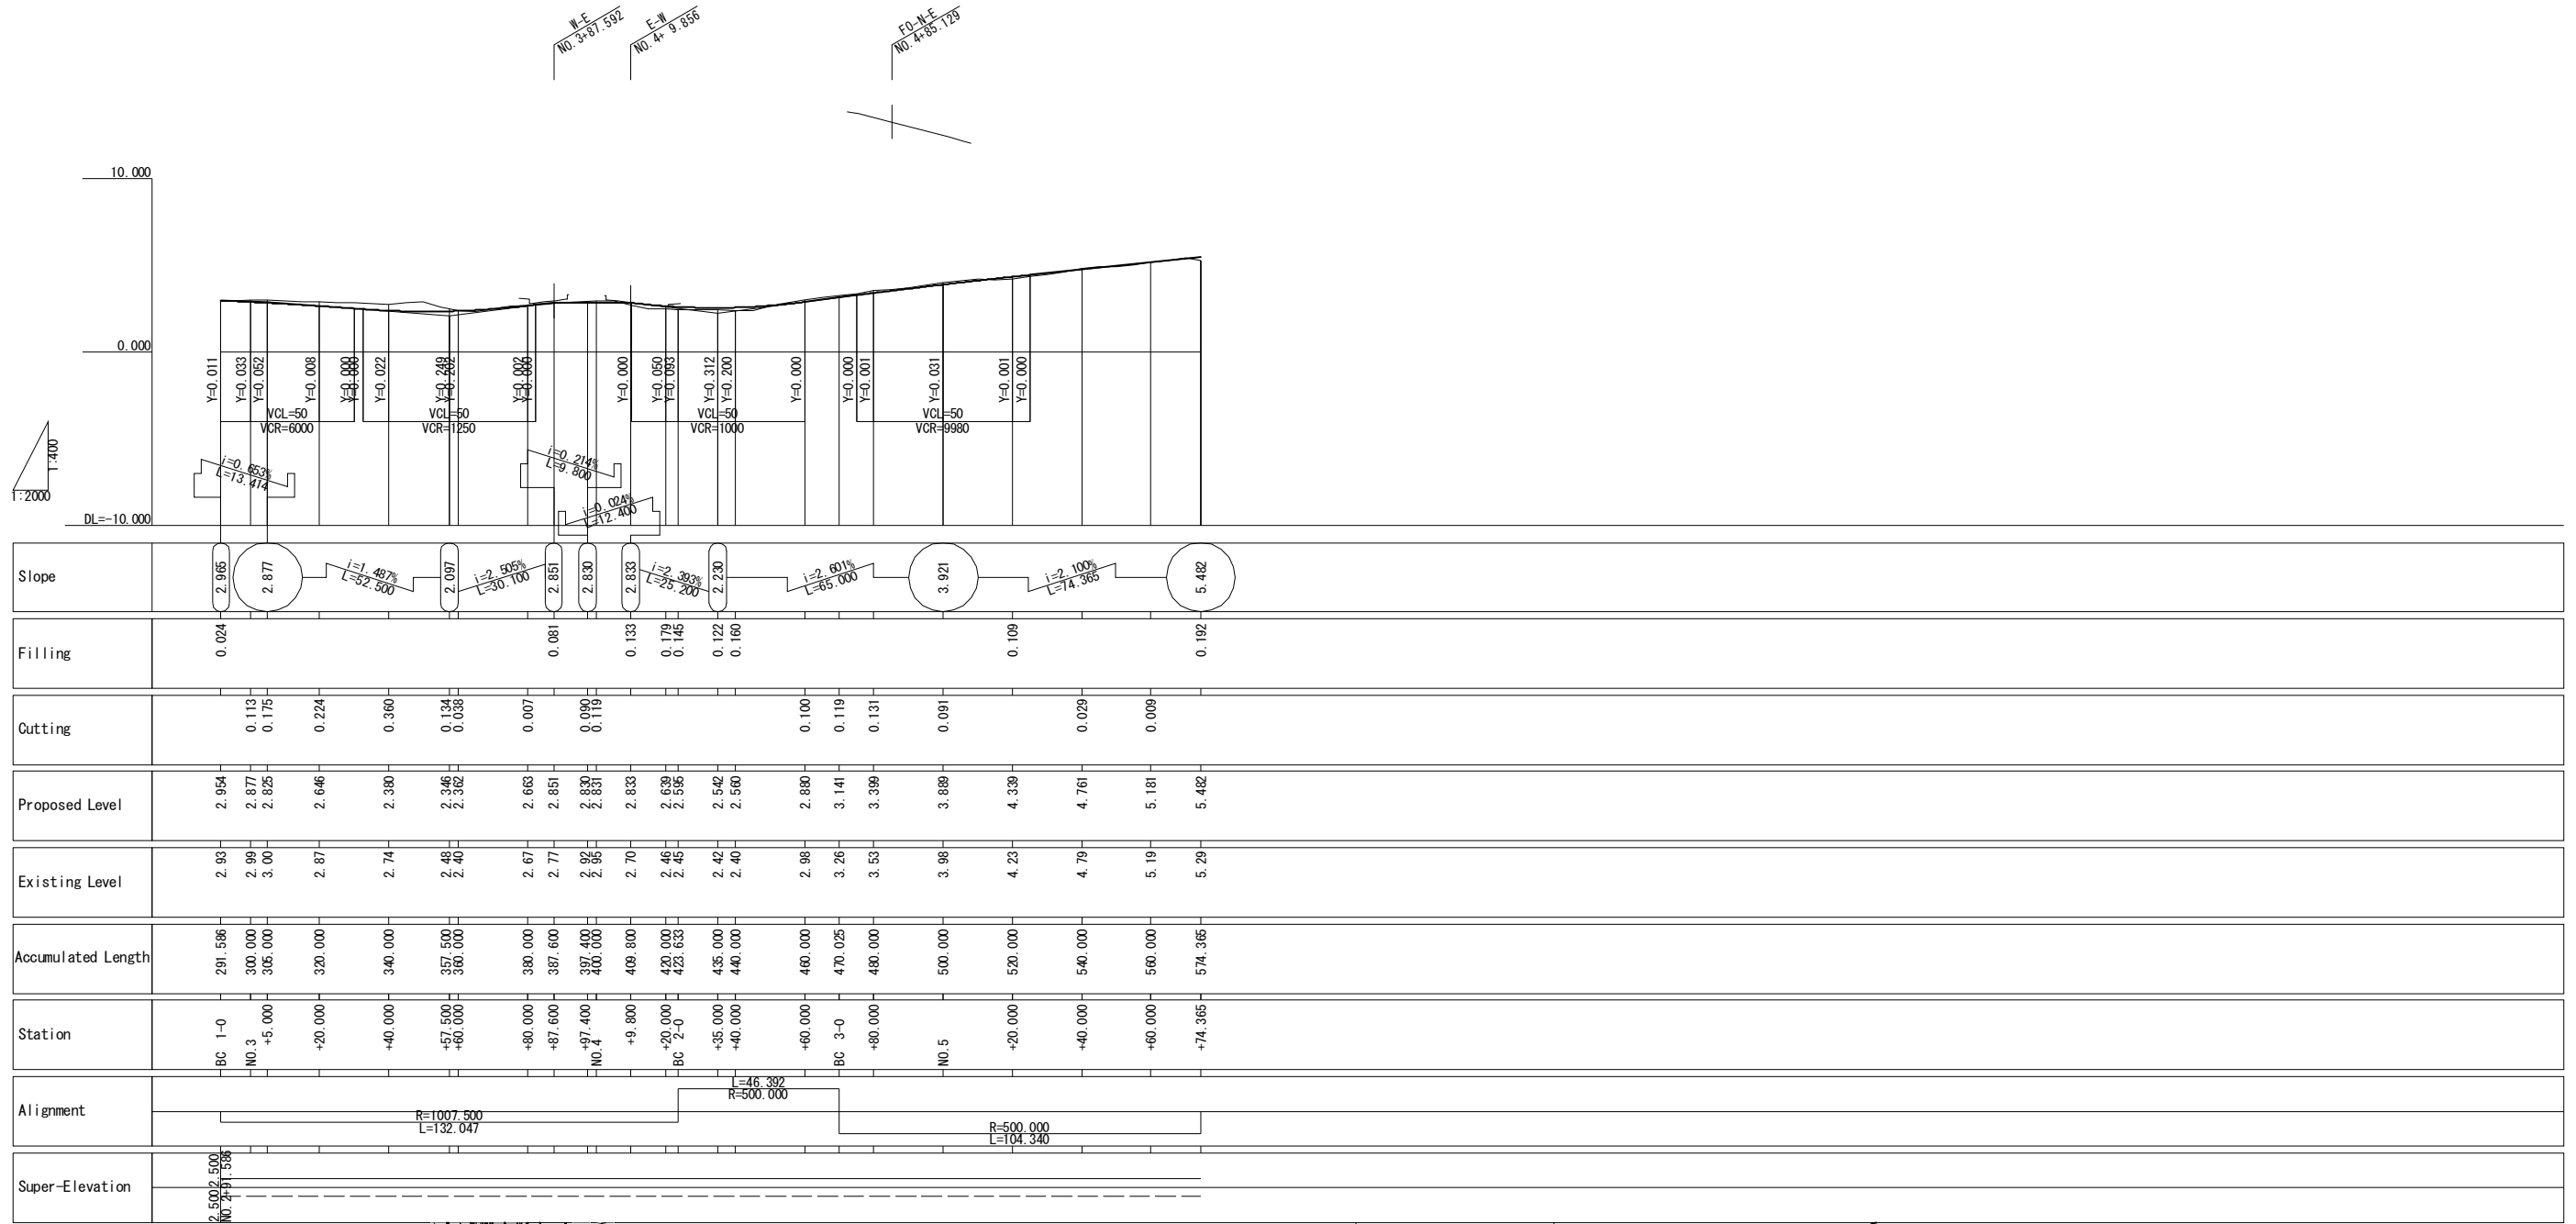 W-E
NO.3+87.592
E-W
NO.4+ 9.856
FO-N-E
NO.4+85.129
10.000
0.000
DL=-10.000
1:400
1:2000
Y=0.011
Y=0.033
Y=0.052
Y=0.008
Y=0.000
Y=0.022
Y=0.249
Y=0.202
Y=0.002
Y=0.000
Y=0.000
Y=0.050
Y=0.093
Y=0.312
Y=0.200
Y=0.000
Y=0.000
Y=0.001
Y=0.031
Y=0.001
Y=0.000
VCL=50
VCR=6000
VCL=50
VCR=1250
VCL=50
VCR=1000
VCL=50
VCR=9980
i=0.653%
L=13.414
i=0.214%
L=9.800
i=0.024%
L=12.400
Slope
2.965
2.877
i=1.487%
L=52.500
2.097
i=2.505%
L=30.100
2.851
2.830
2.833
i=2.393%
L=25.200
2.230
i=2.601%
L=65.000
3.921
i=2.100%
L=74.365
5.482
Filling
0.024
0.081
0.133
0.179
0.145
0.122
0.160
0.109
0.192
Cutting
0.113
0.175
0.224
0.360
0.134
0.038
0.007
0.090
0.119
0.100
0.119
0.131
0.091
0.029
0.009
Proposed Level
2.954
2.877
2.825
2.646
2.380
2.346
2.362
2.663
2.851
2.830
2.831
2.833
2.639
2.595
2.542
2.560
2.880
3.141
3.399
3.889
4.339
4.761
5.181
5.482
Existing Level
2.93
2.99
3.00
2.87
2.74
2.48
2.40
2.67
2.77
2.92
2.95
2.70
2.46
2.45
2.42
2.40
2.98
3.26
3.53
3.98
4.23
4.79
5.19
5.29
Accumulated Length
291.586
300.000
305.000
320.000
340.000
357.500
360.000
380.000
387.600
397.400
400.000
409.800
420.000
423.633
435.000
440.000
460.000
470.025
480.000
500.000
520.000
540.000
560.000
574.365
Station
BC 1-0
NO.3
+5.000
+20.000
+40.000
+57.500
+60.000
+80.000
+87.600
+97.400
NO.4
+9.800
+20.000
BC 2-0
+35.000
+40.000
+60.000
BC 3-0
+80.000
NO.5
+20.000
+40.000
+60.000
+74.365
Alignment
R=1007.500
L=132.047
L=46.392
R=500.000
R=500.000
L=104.340
Super-Elevation
2.500
2.500
NO.2+91.586